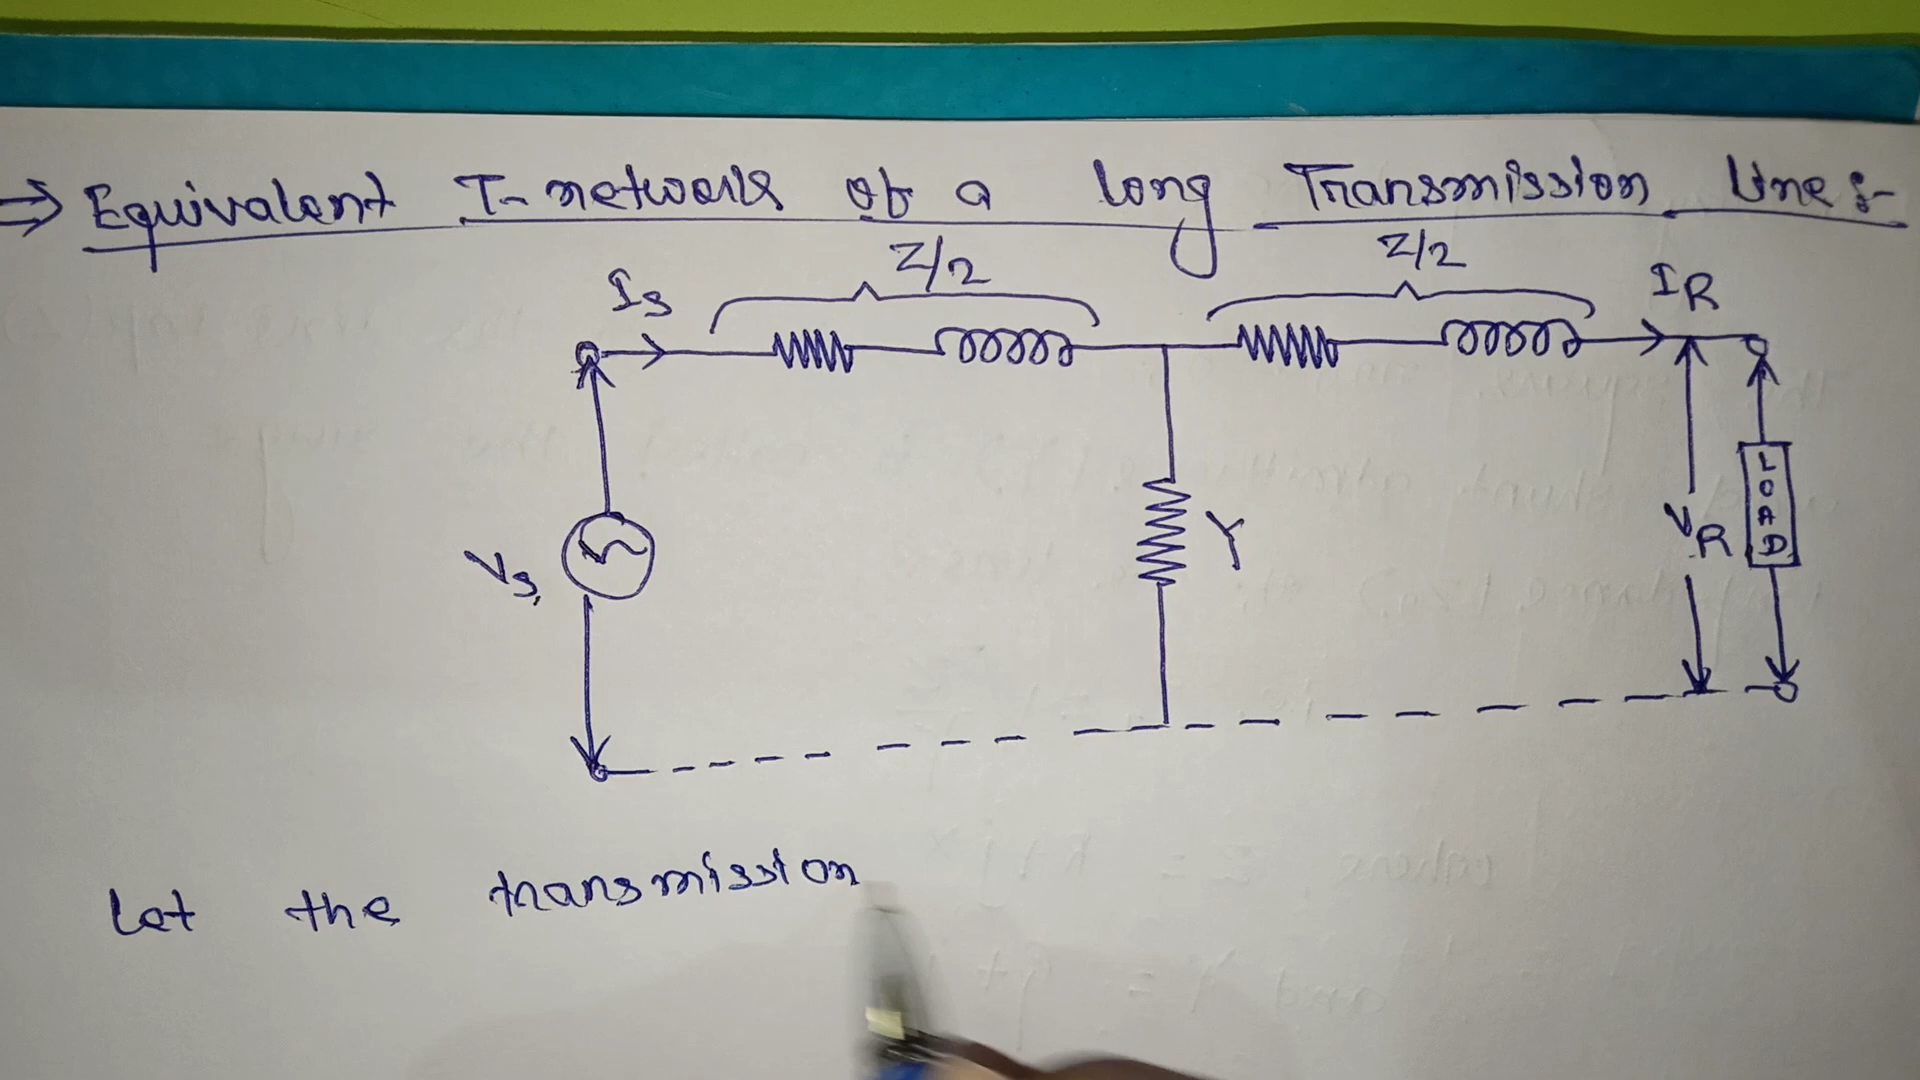 ⇒ Equivalent T-network of a long Transmission line:-
Z/2 Z/2
Is IR
Vs Y VR LOAD
Let the transmission